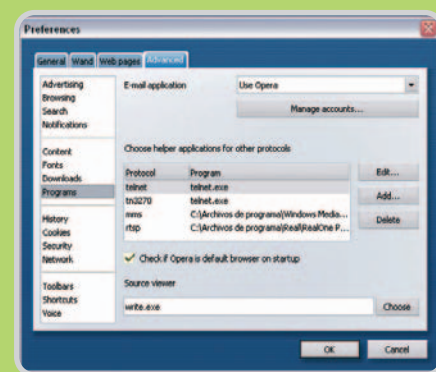 Preferences
General Wand Web pages Advanced
Advertising
Browsing
Search
Notifications
Content
Fonts
Downloads
Programs
History
Cookies
Security
Network
Toolbars
Shortcuts
Voice
E-mail application
Use Opera
Manage accounts...
Choose helper applications for other protocols
Protocol Program
telnet telnet.exe
tn3270 telnet.exe
mms C:\Archivos de programa\Windows Media...
rtsp C:\Archivos de programa\Real\RealOne P...
Edit...
Add...
Delete
Check if Opera is default browser on startup
Source viewer
write.exe
Choose
OK Cancel